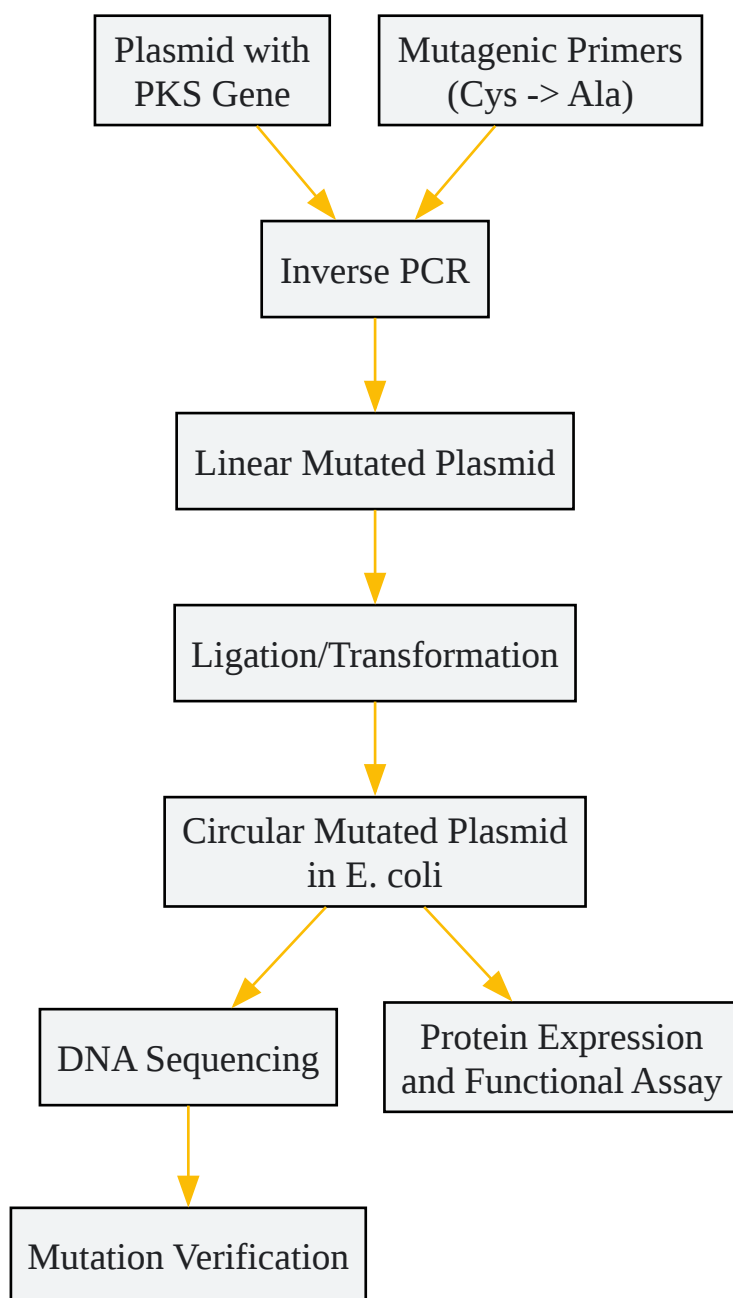 Plasmid with
PKS Gene
Mutagenic Primers
(Cys -> Ala)
Inverse PCR
Linear Mutated Plasmid
Ligation/Transformation
Circular Mutated Plasmid
in E. coli
DNA Sequencing
Protein Expression
and Functional Assay
Mutation Verification